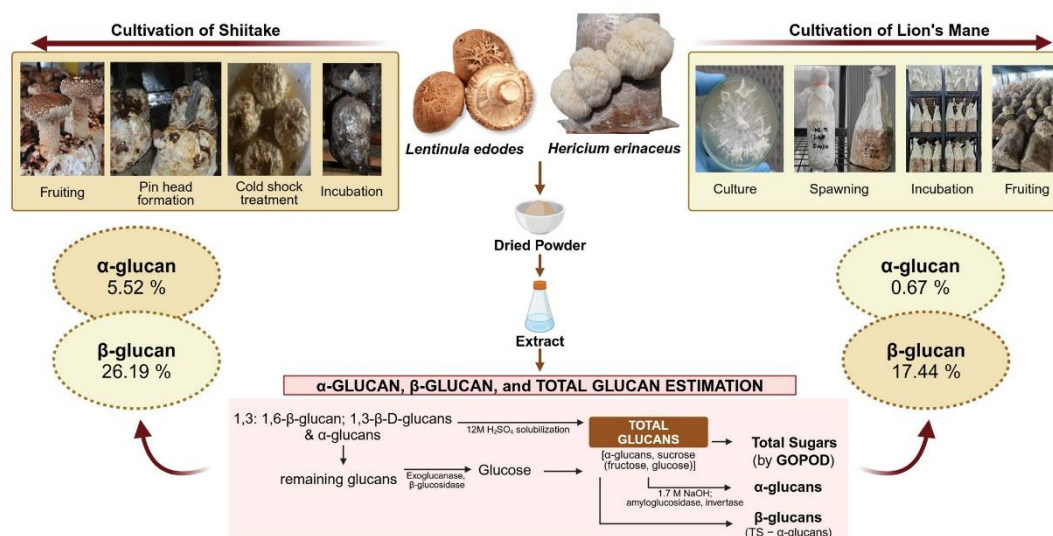 Cultivation of Shiitake
Fruiting
Pin head
formation
Cold shock
treatment
Incubation
Lentinula edodes
Hericium erinaceus
Cultivation of Lion's Mane
Culture
Spawning
Incubation
Fruiting
Dried Powder
Extract
α-glucan
5.52 %
β-glucan
26.19 %
α-glucan
0.67 %
β-glucan
17.44 %
α-GLUCAN, β-GLUCAN, and TOTAL GLUCAN ESTIMATION
1,3: 1,6-β-glucan; 1,3-β-D-glucans
& α-glucans
12M H₂SO₄ solubilization
TOTAL
GLUCANS
[α-glucans, sucrose
(fructose, glucose)]
Total Sugars
(by GOPOD)
remaining glucans
Exoglucanase,
β-glucosidase
Glucose
1.7 M NaOH;
amyloglucosidase, invertase
α-glucans
β-glucans
(TS − α-glucans)